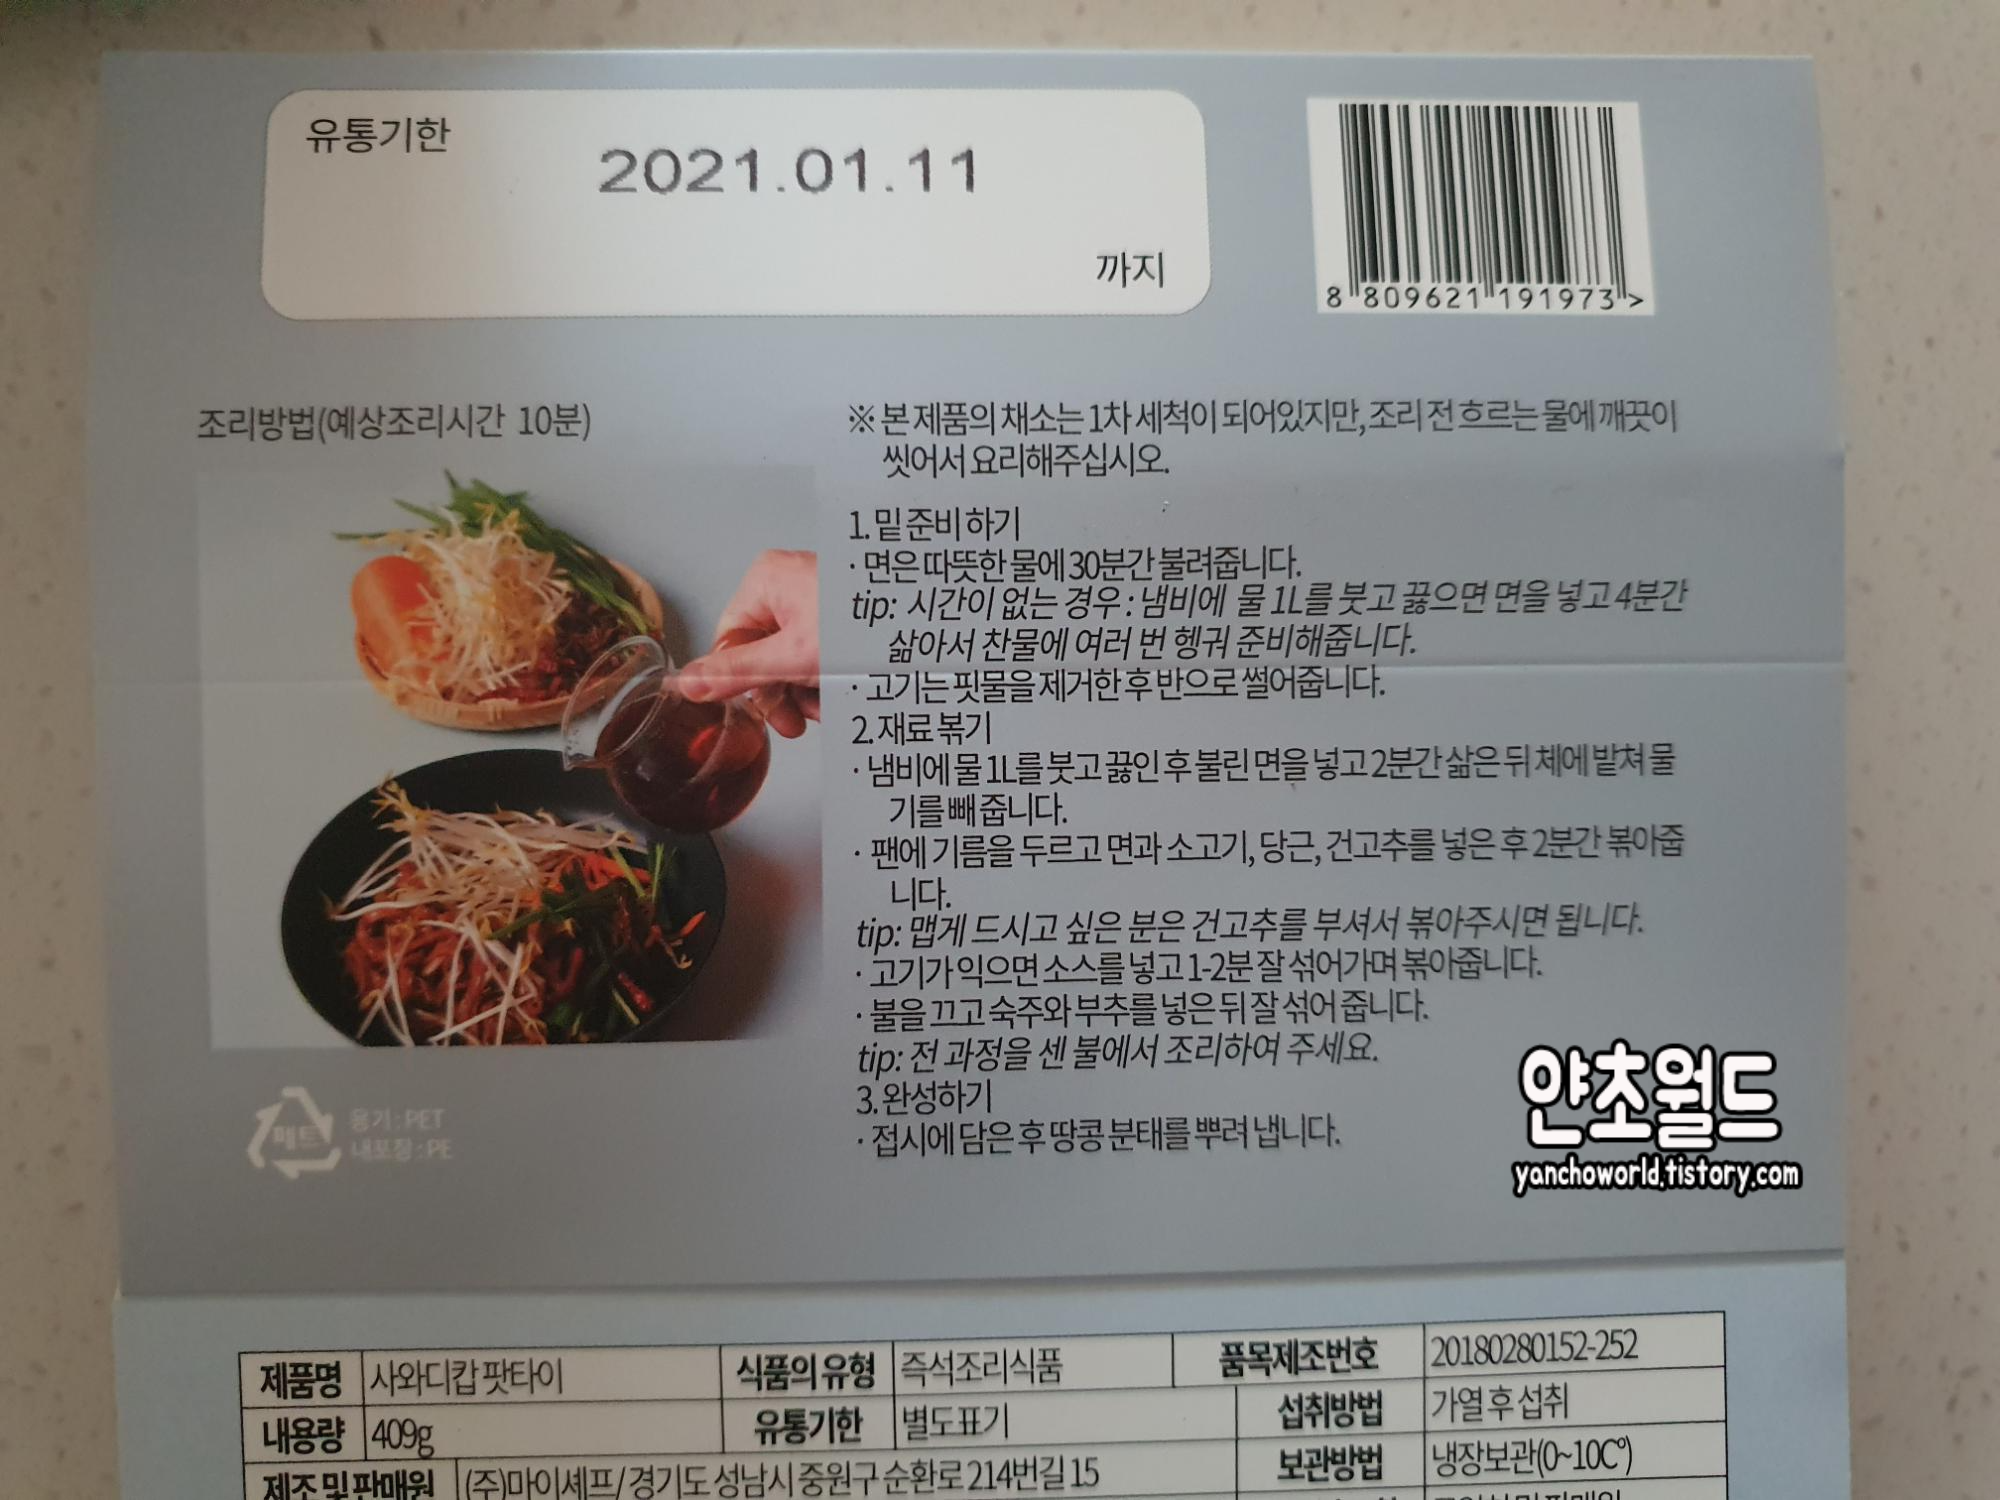 유통기한
2021.01.11
까지
8 809621 191973 >
조리방법(예상조리시간 10분)
※ 본 제품의 채소는 1차 세척이 되어있지만, 조리 전 흐르는 물에 깨끗이
씻어서 요리해주십시오.
1. 밑 준비 하기
· 면은 따뜻한 물에 30분간 불려줍니다.
tip: 시간이 없는 경우 : 냄비에 물 1L를 붓고 끓으면 면을 넣고 4분간
삶아서 찬물에 여러 번 헹궈 준비해줍니다.
· 고기는 핏물을 제거한 후 반으로 썰어줍니다.
2. 재료 볶기
· 냄비에 물 1L를 붓고 끓인 후 불린 면을 넣고 2분간 삶은 뒤 체에 밭쳐 물
기를 빼 줍니다.
· 팬에 기름을 두르고 면과 소고기, 당근, 건고추를 넣은 후 2분간 볶아줍
니다.
tip: 맵게 드시고 싶은 분은 건고추를 부셔서 볶아주시면 됩니다.
· 고기가 익으면 소스를 넣고 1-2분 잘 섞어가며 볶아줍니다.
· 불을 끄고 숙주와 부추를 넣은 뒤 잘 섞어 줍니다.
tip: 전 과정을 센 불에서 조리하여 주세요.
3. 완성하기
· 접시에 담은 후 땅콩 분태를 뿌려 냅니다.
매트
용기 : PET
내포장 : PE
얀초월드
yanchoworld.tistory.com
제품명 사와디캅 팟타이 식품의 유형 즉석조리식품 품목제조번호 20180280152-252
내용량 409g 유통기한 별도표기 섭취방법 가열 후 섭취
제조 및 판매원 (주)마이셰프/ 경기도 성남시 중원구 순환로 214번길 15 보관방법 냉장보관(0~10C°)